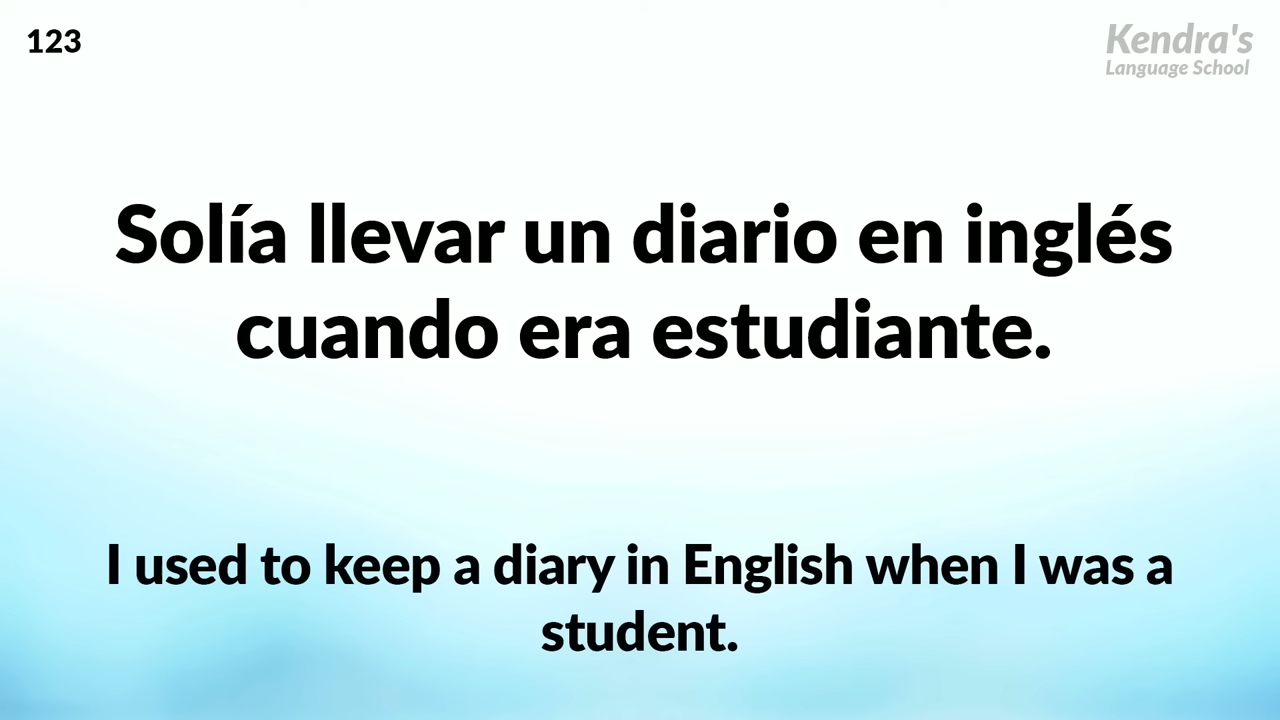 123
Kendra's
Language School
Solía llevar un diario en inglés
cuando era estudiante.
I used to keep a diary in English when I was a
student.